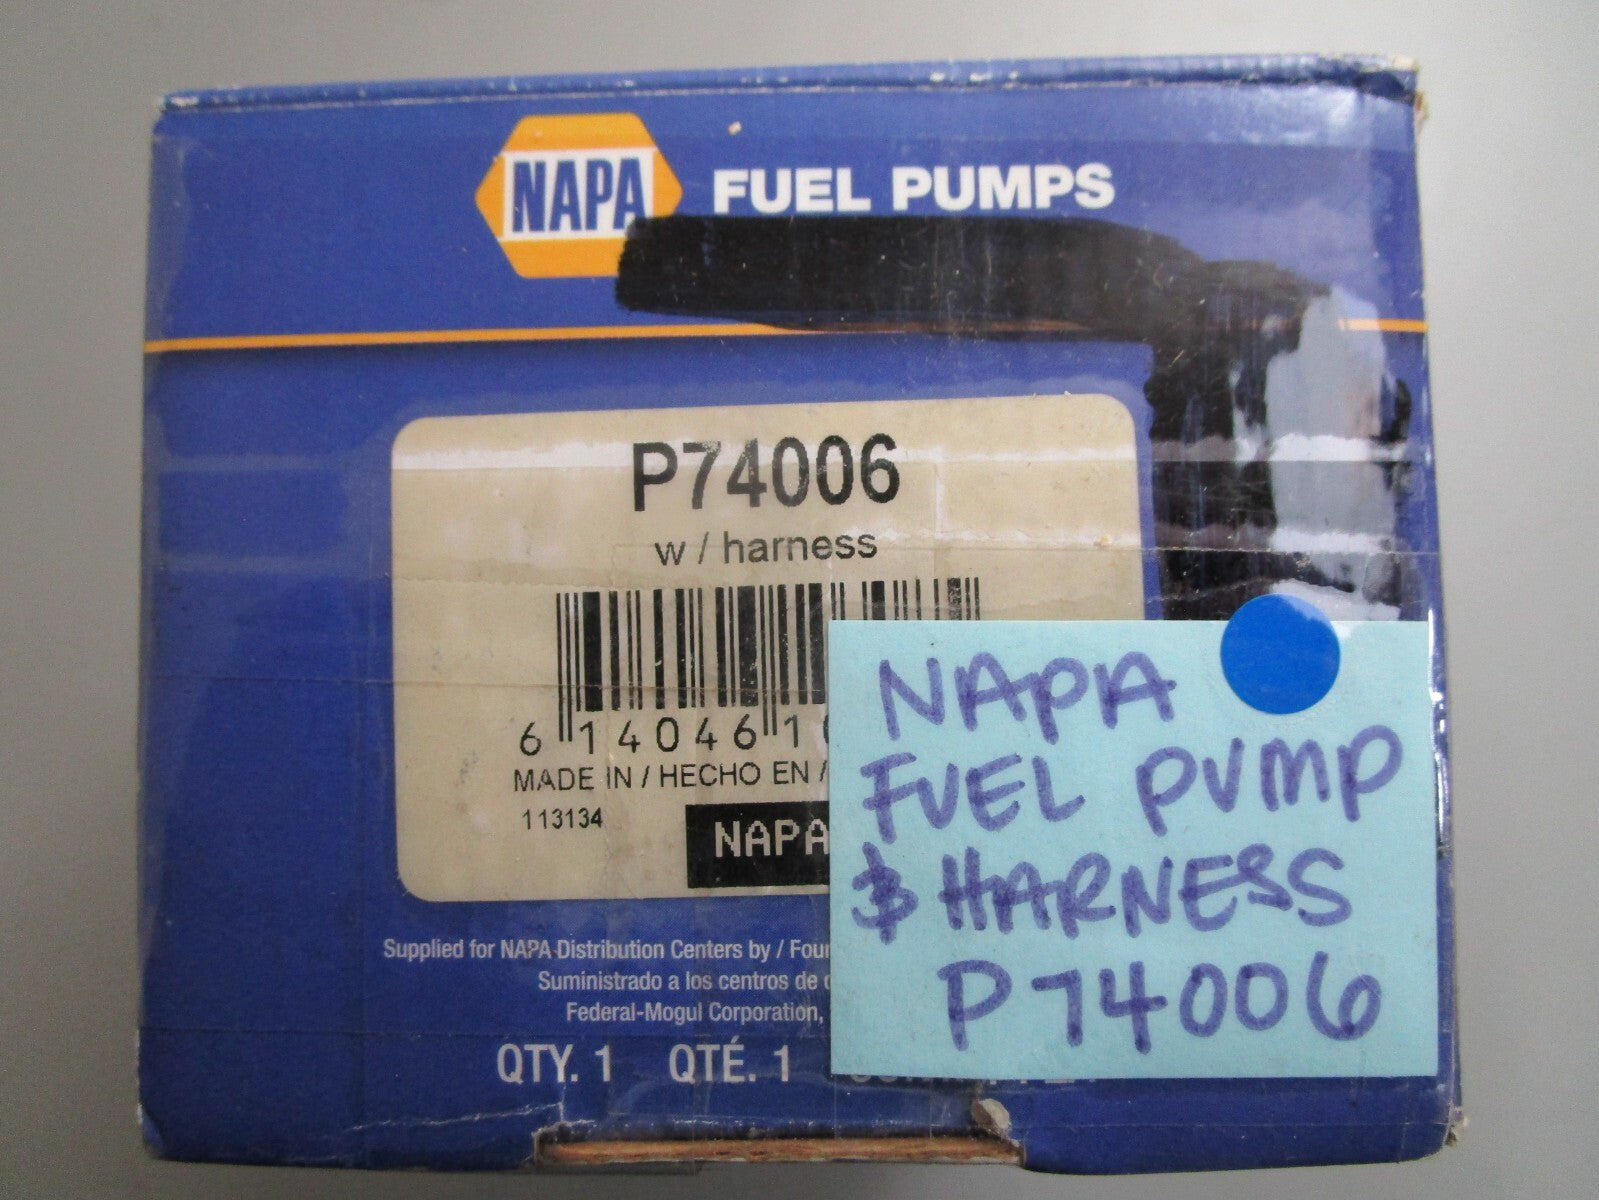 NAPA FUEL PUMPS
P74006
w / harness
6 14046 1
MADE IN / HECHO EN /
113134
NAPA
Supplied for NAPA Distribution Centers by /
Suministrado a los centros de
Federal-Mogul Corporation,
QTY. 1 QTÉ. 1
NAPA
FUEL PUMP
& HARNESS
P74006